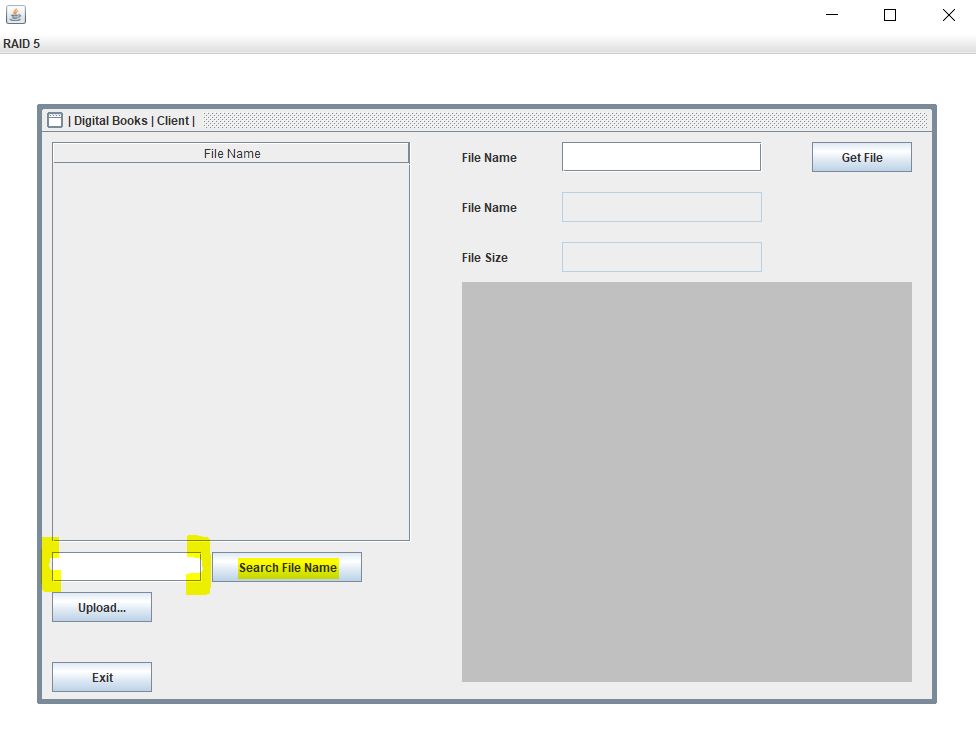 RAID 5
| Digital Books | Client |
File Name
File Name
Get File
File Name
File Size
Search File Name
Upload...
Exit